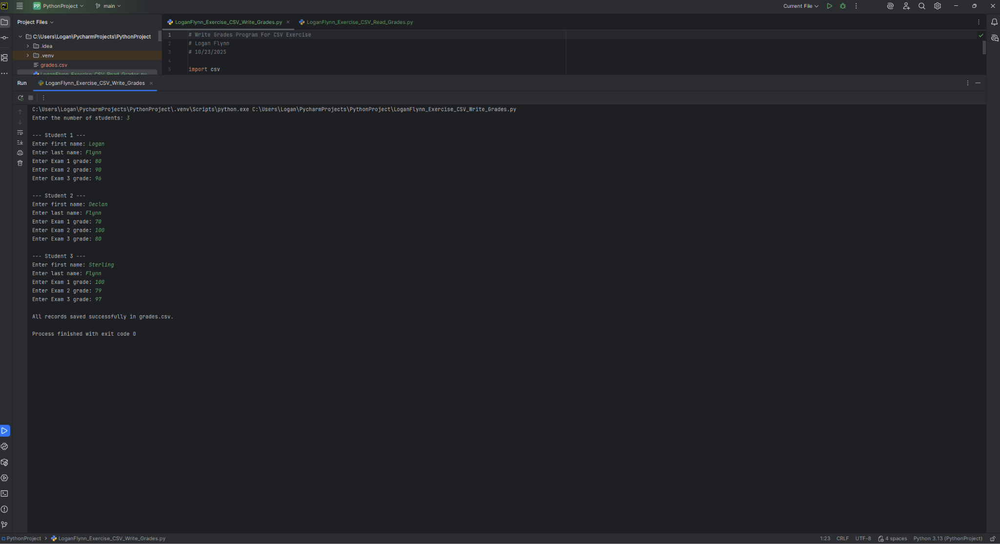 PC
PP PythonProject main
Current File
Project Files
LoganFlynn_Exercise_CSV_Write_Grades.py
LoganFlynn_Exercise_CSV_Read_Grades.py
C:\Users\Logan\PycharmProjects\PythonProject
.idea
.venv
grades.csv
LoganFlynn_Exercise_CSV_Read_Grades.py
1 # Write Grades Program For CSV Exercise
2 # Logan Flynn
3 # 10/23/2025
4
5 import csv
Run LoganFlynn_Exercise_CSV_Write_Grades
C:\Users\Logan\PycharmProjects\PythonProject\.venv\Scripts\python.exe C:\Users\Logan\PycharmProjects\PythonProject\LoganFlynn_Exercise_CSV_Write_Grades.py
Enter the number of students: 3
--- Student 1 ---
Enter first name: Logan
Enter last name: Flynn
Enter Exam 1 grade: 80
Enter Exam 2 grade: 90
Enter Exam 3 grade: 96
--- Student 2 ---
Enter first name: Declan
Enter last name: Flynn
Enter Exam 1 grade: 70
Enter Exam 2 grade: 100
Enter Exam 3 grade: 80
--- Student 3 ---
Enter first name: Sterling
Enter last name: Flynn
Enter Exam 1 grade: 100
Enter Exam 2 grade: 79
Enter Exam 3 grade: 97
All records saved successfully in grades.csv.
Process finished with exit code 0
PythonProject > LoganFlynn_Exercise_CSV_Write_Grades.py
1:23 CRLF UTF-8 4 spaces Python 3.13 (PythonProject)